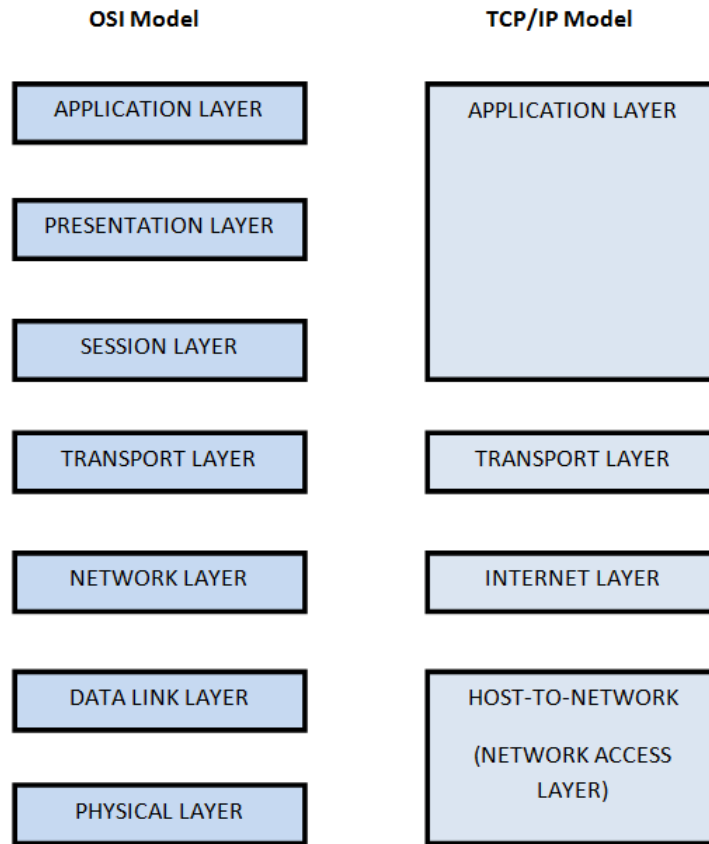 OSI Model
TCP/IP Model
APPLICATION LAYER
PRESENTATION LAYER
SESSION LAYER
TRANSPORT LAYER
NETWORK LAYER
DATA LINK LAYER
PHYSICAL LAYER
APPLICATION LAYER
TRANSPORT LAYER
INTERNET LAYER
HOST-TO-NETWORK
(NETWORK ACCESS
LAYER)